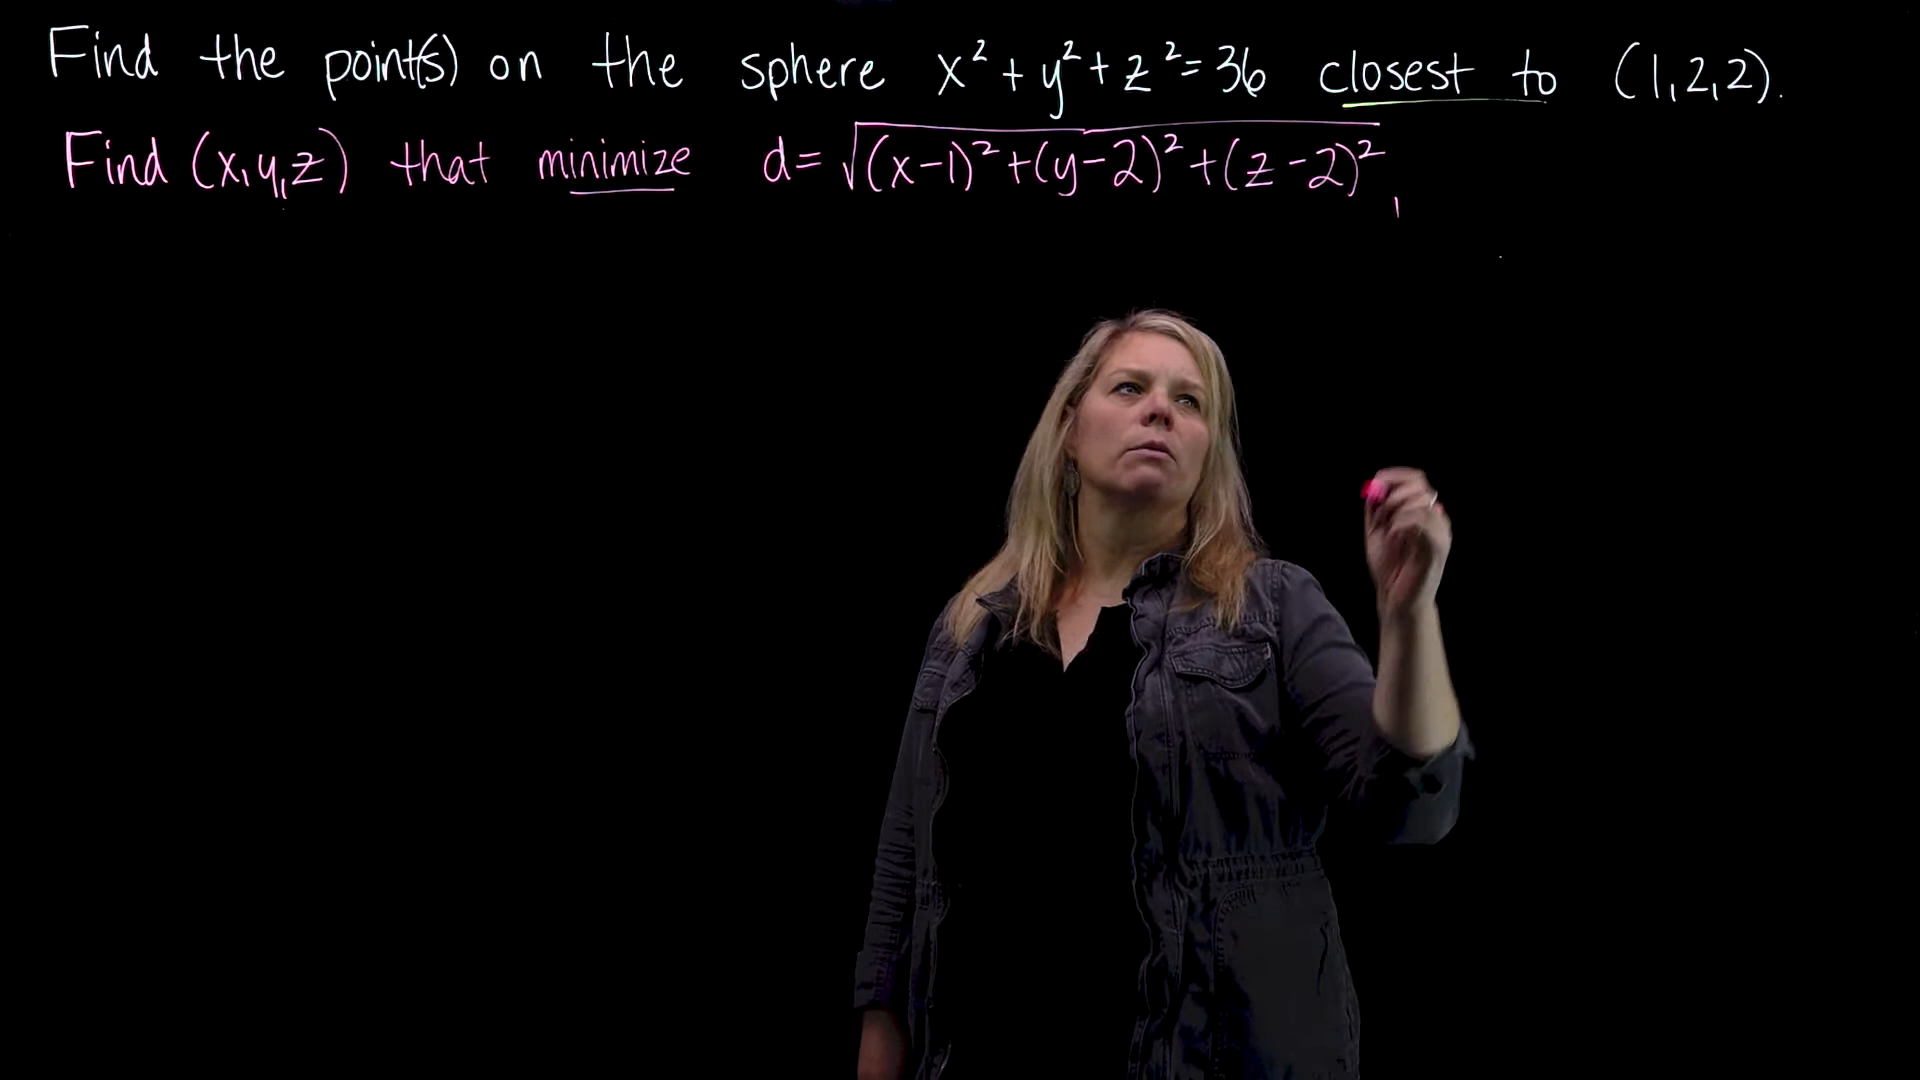 Find the point(s) on the sphere x² + y² + z² = 36 closest to (1,2,2).
Find (x,y,z) that minimize d = √(x-1)² + (y-2)² + (z-2)²,